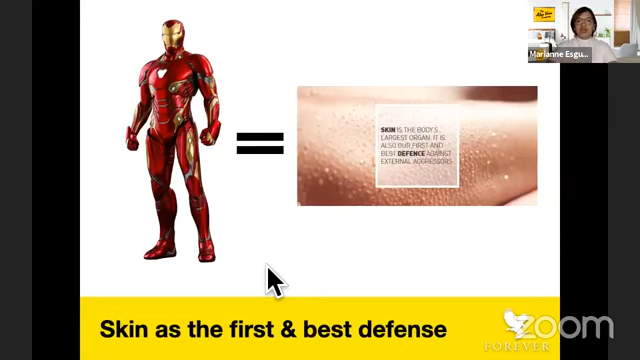 Marianne Esgu...
SKIN IS THE BODY'S
LARGEST ORGAN. IT IS
ALSO OUR FIRST AND
BEST DEFENCE AGAINST
EXTERNAL AGGRESSORS
Skin as the first & best defense
zoom
FOREVER